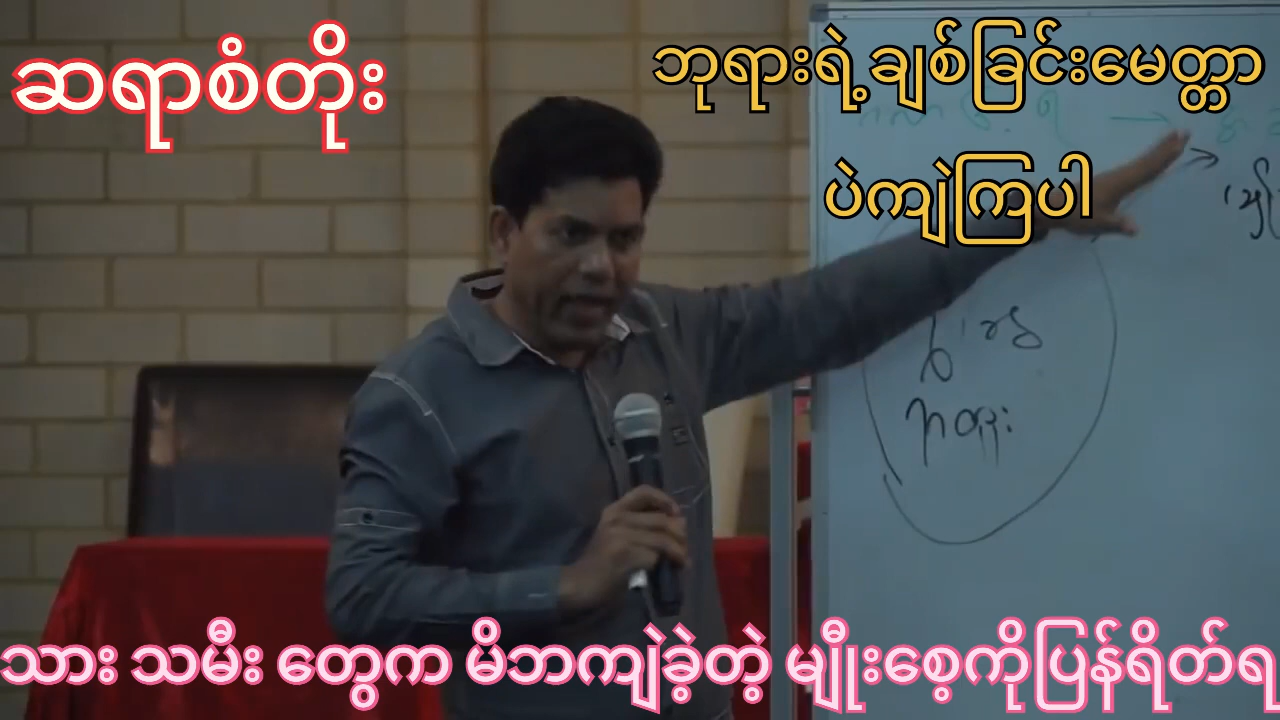 ဆရာစံတိုး
ဘုရားရဲ့ချစ်ခြင်းမေတ္တာ
ပဲကျဲကြပါ
သား သမီး တွေက မိဘကျဲခဲ့တဲ့ မျိုးစေ့ကိုပြန်ရိတ်ရ